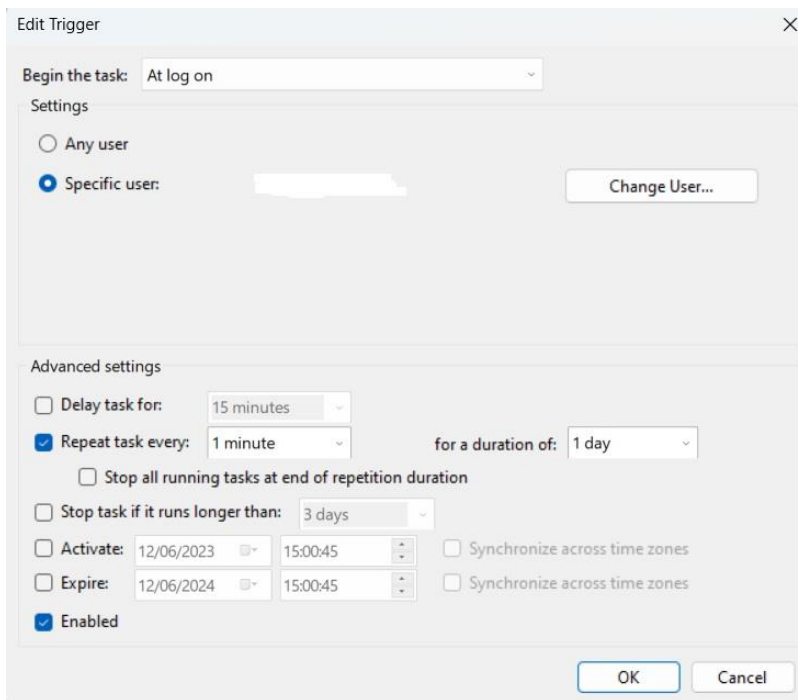 Edit Trigger
Begin the task: At log on
Settings
Any user
Specific user: Change User...
Advanced settings
Delay task for: 15 minutes
Repeat task every: 1 minute for a duration of: 1 day
Stop all running tasks at end of repetition duration
Stop task if it runs longer than: 3 days
Activate: 12/06/2023 15:00:45 Synchronize across time zones
Expire: 12/06/2024 15:00:45 Synchronize across time zones
Enabled
OK Cancel